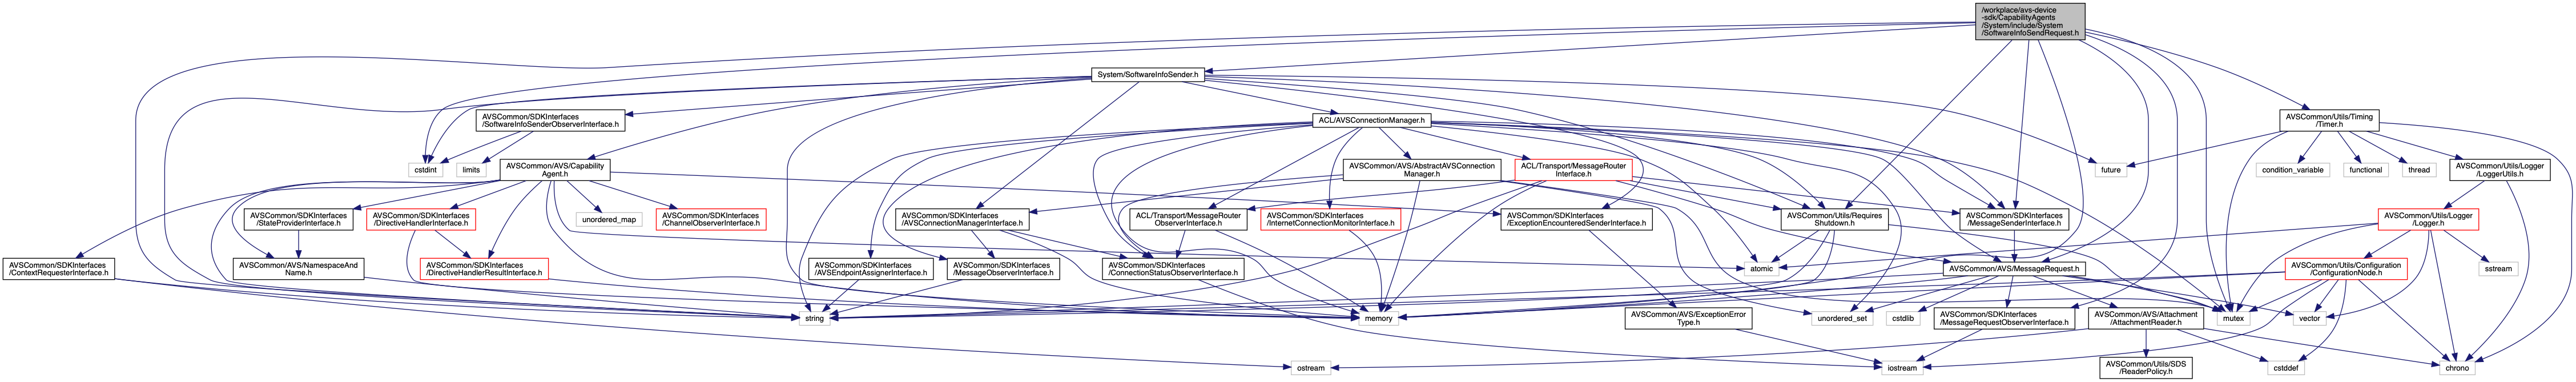 /workplace/avs-device
-sdk/CapabilityAgents
/System/include/System
/SoftwareInfoSendRequest.h
System/SoftwareInfoSender.h
AVSCommon/SDKInterfaces
/SoftwareInfoSenderObserverInterface.h
ACL/AVSConnectionManager.h
AVSCommon/Utils/Timing
/Timer.h
cstdint
limits
AVSCommon/AVS/Capability
Agent.h
AVSCommon/AVS/AbstractAVSConnection
Manager.h
ACL/Transport/MessageRouter
Interface.h
future
condition_variable
functional
thread
AVSCommon/Utils/Logger
/LoggerUtils.h
AVSCommon/SDKInterfaces
/StateProviderInterface.h
AVSCommon/SDKInterfaces
/DirectiveHandlerInterface.h
unordered_map
AVSCommon/SDKInterfaces
/ChannelObserverInterface.h
AVSCommon/SDKInterfaces
/AVSConnectionManagerInterface.h
ACL/Transport/MessageRouter
ObserverInterface.h
AVSCommon/SDKInterfaces
/InternetConnectionMonitorInterface.h
AVSCommon/SDKInterfaces
/ExceptionEncounteredSenderInterface.h
AVSCommon/Utils/Requires
Shutdown.h
AVSCommon/SDKInterfaces
/MessageSenderInterface.h
AVSCommon/Utils/Logger
/Logger.h
AVSCommon/SDKInterfaces
/ContextRequesterInterface.h
AVSCommon/AVS/NamespaceAnd
Name.h
AVSCommon/SDKInterfaces
/DirectiveHandlerResultInterface.h
AVSCommon/SDKInterfaces
/AVSEndpointAssignerInterface.h
AVSCommon/SDKInterfaces
/MessageObserverInterface.h
AVSCommon/SDKInterfaces
/ConnectionStatusObserverInterface.h
atomic
AVSCommon/AVS/MessageRequest.h
AVSCommon/Utils/Configuration
/ConfigurationNode.h
sstream
string
memory
AVSCommon/AVS/ExceptionError
Type.h
unordered_set
cstdlib
AVSCommon/SDKInterfaces
/MessageRequestObserverInterface.h
AVSCommon/AVS/Attachment
/AttachmentReader.h
mutex
vector
ostream
iostream
AVSCommon/Utils/SDS
/ReaderPolicy.h
cstddef
chrono